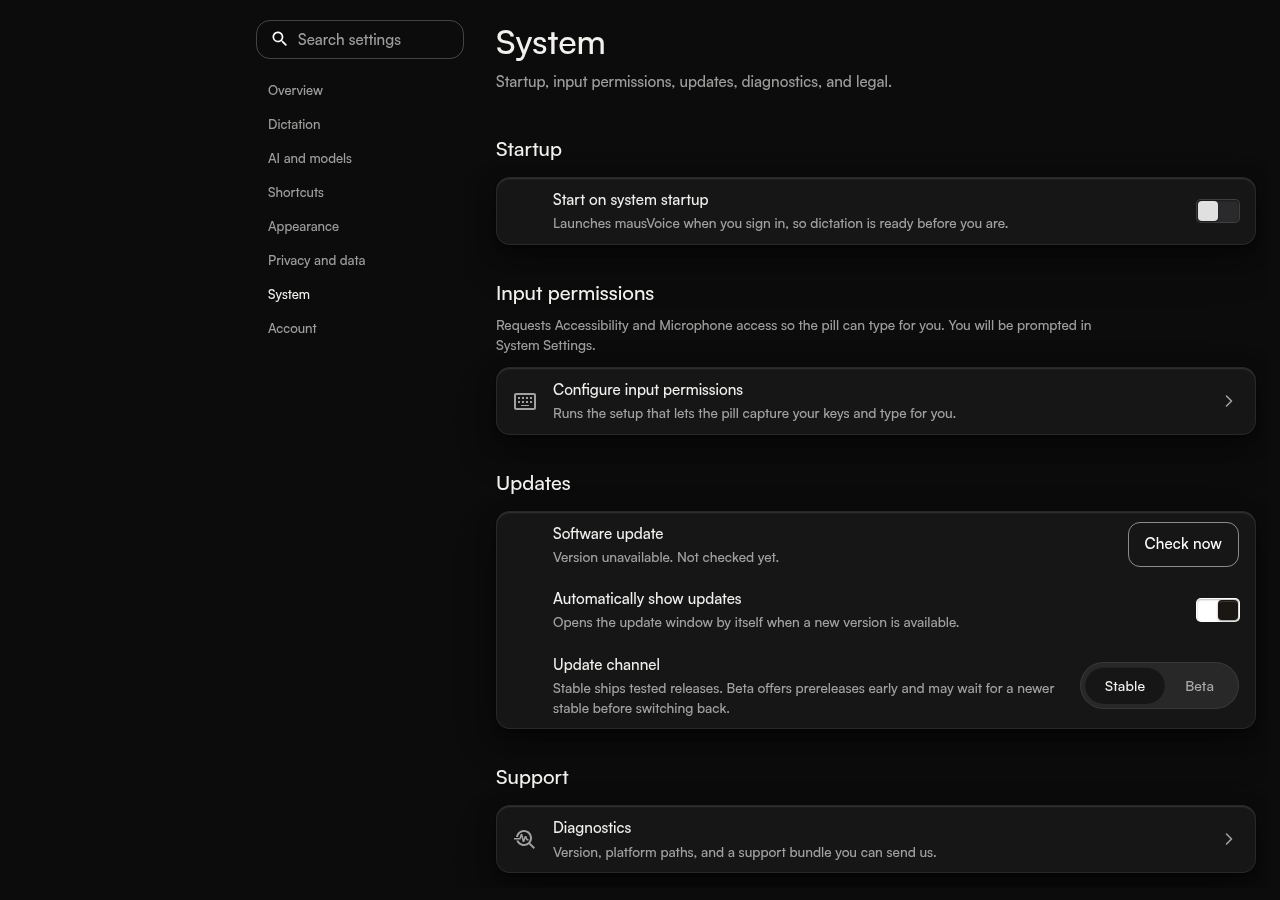 Search settings
Overview
Dictation
AI and models
Shortcuts
Appearance
Privacy and data
System
Account
System
Startup, input permissions, updates, diagnostics, and legal.
Startup
Start on system startup
Launches mausVoice when you sign in, so dictation is ready before you are.
Input permissions
Requests Accessibility and Microphone access so the pill can type for you. You will be prompted in
System Settings.
Configure input permissions
Runs the setup that lets the pill capture your keys and type for you.
Updates
Software update
Version unavailable. Not checked yet.
Check now
Automatically show updates
Opens the update window by itself when a new version is available.
Update channel
Stable ships tested releases. Beta offers prereleases early and may wait for a newer
stable before switching back.
Stable
Beta
Support
Diagnostics
Version, platform paths, and a support bundle you can send us.